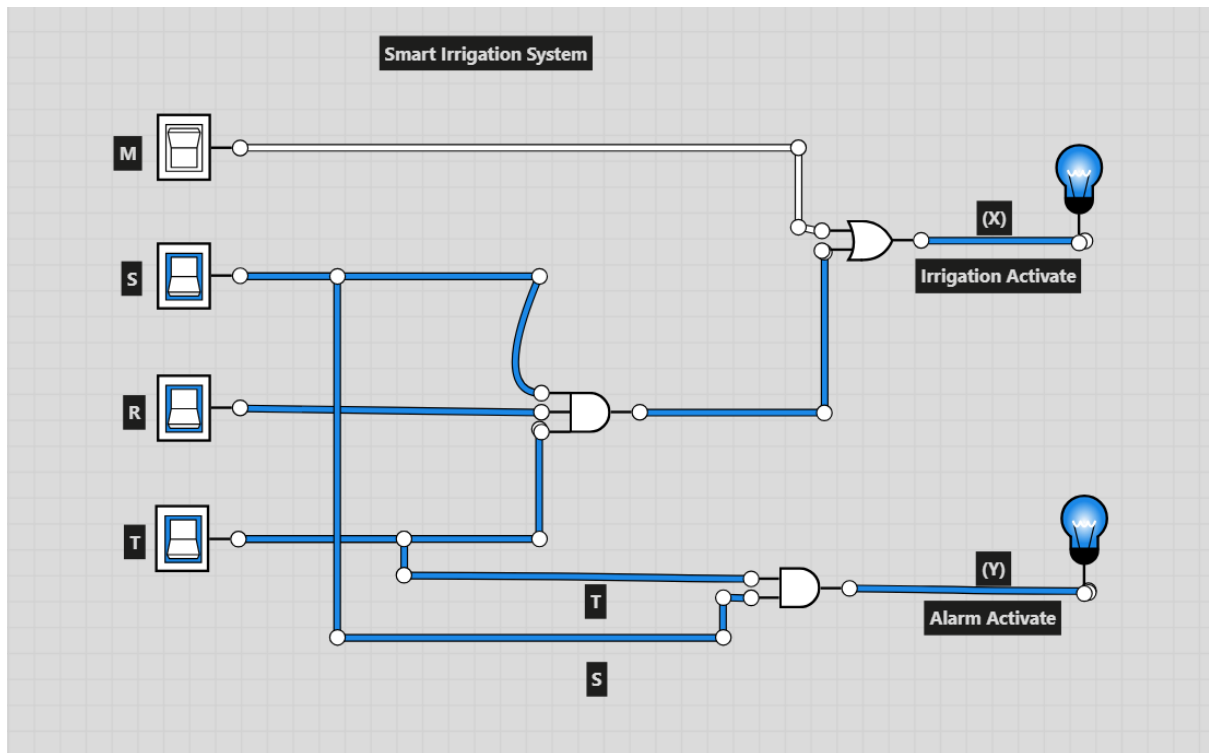 Smart Irrigation System
M
S
(X)
Irrigation Activate
R
T
(Y)
T
Alarm Activate
S